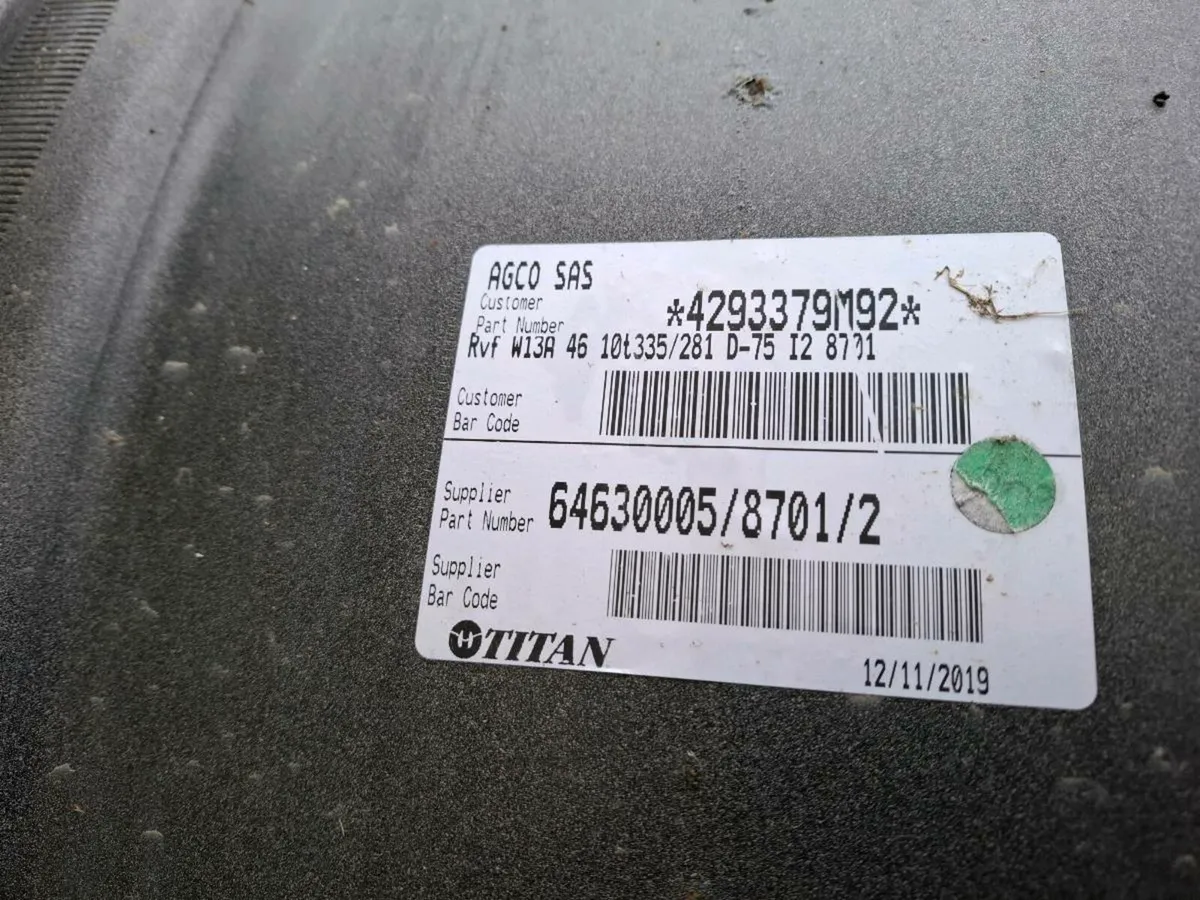 AGCO SAS
Customer
Part Number
*4293379M92*
Rvf W13A 46 10t335/281 D-75 I2 8701
Customer
Bar Code
Supplier
Part Number
64630005/8701/2
Supplier
Bar Code
TITAN
12/11/2019